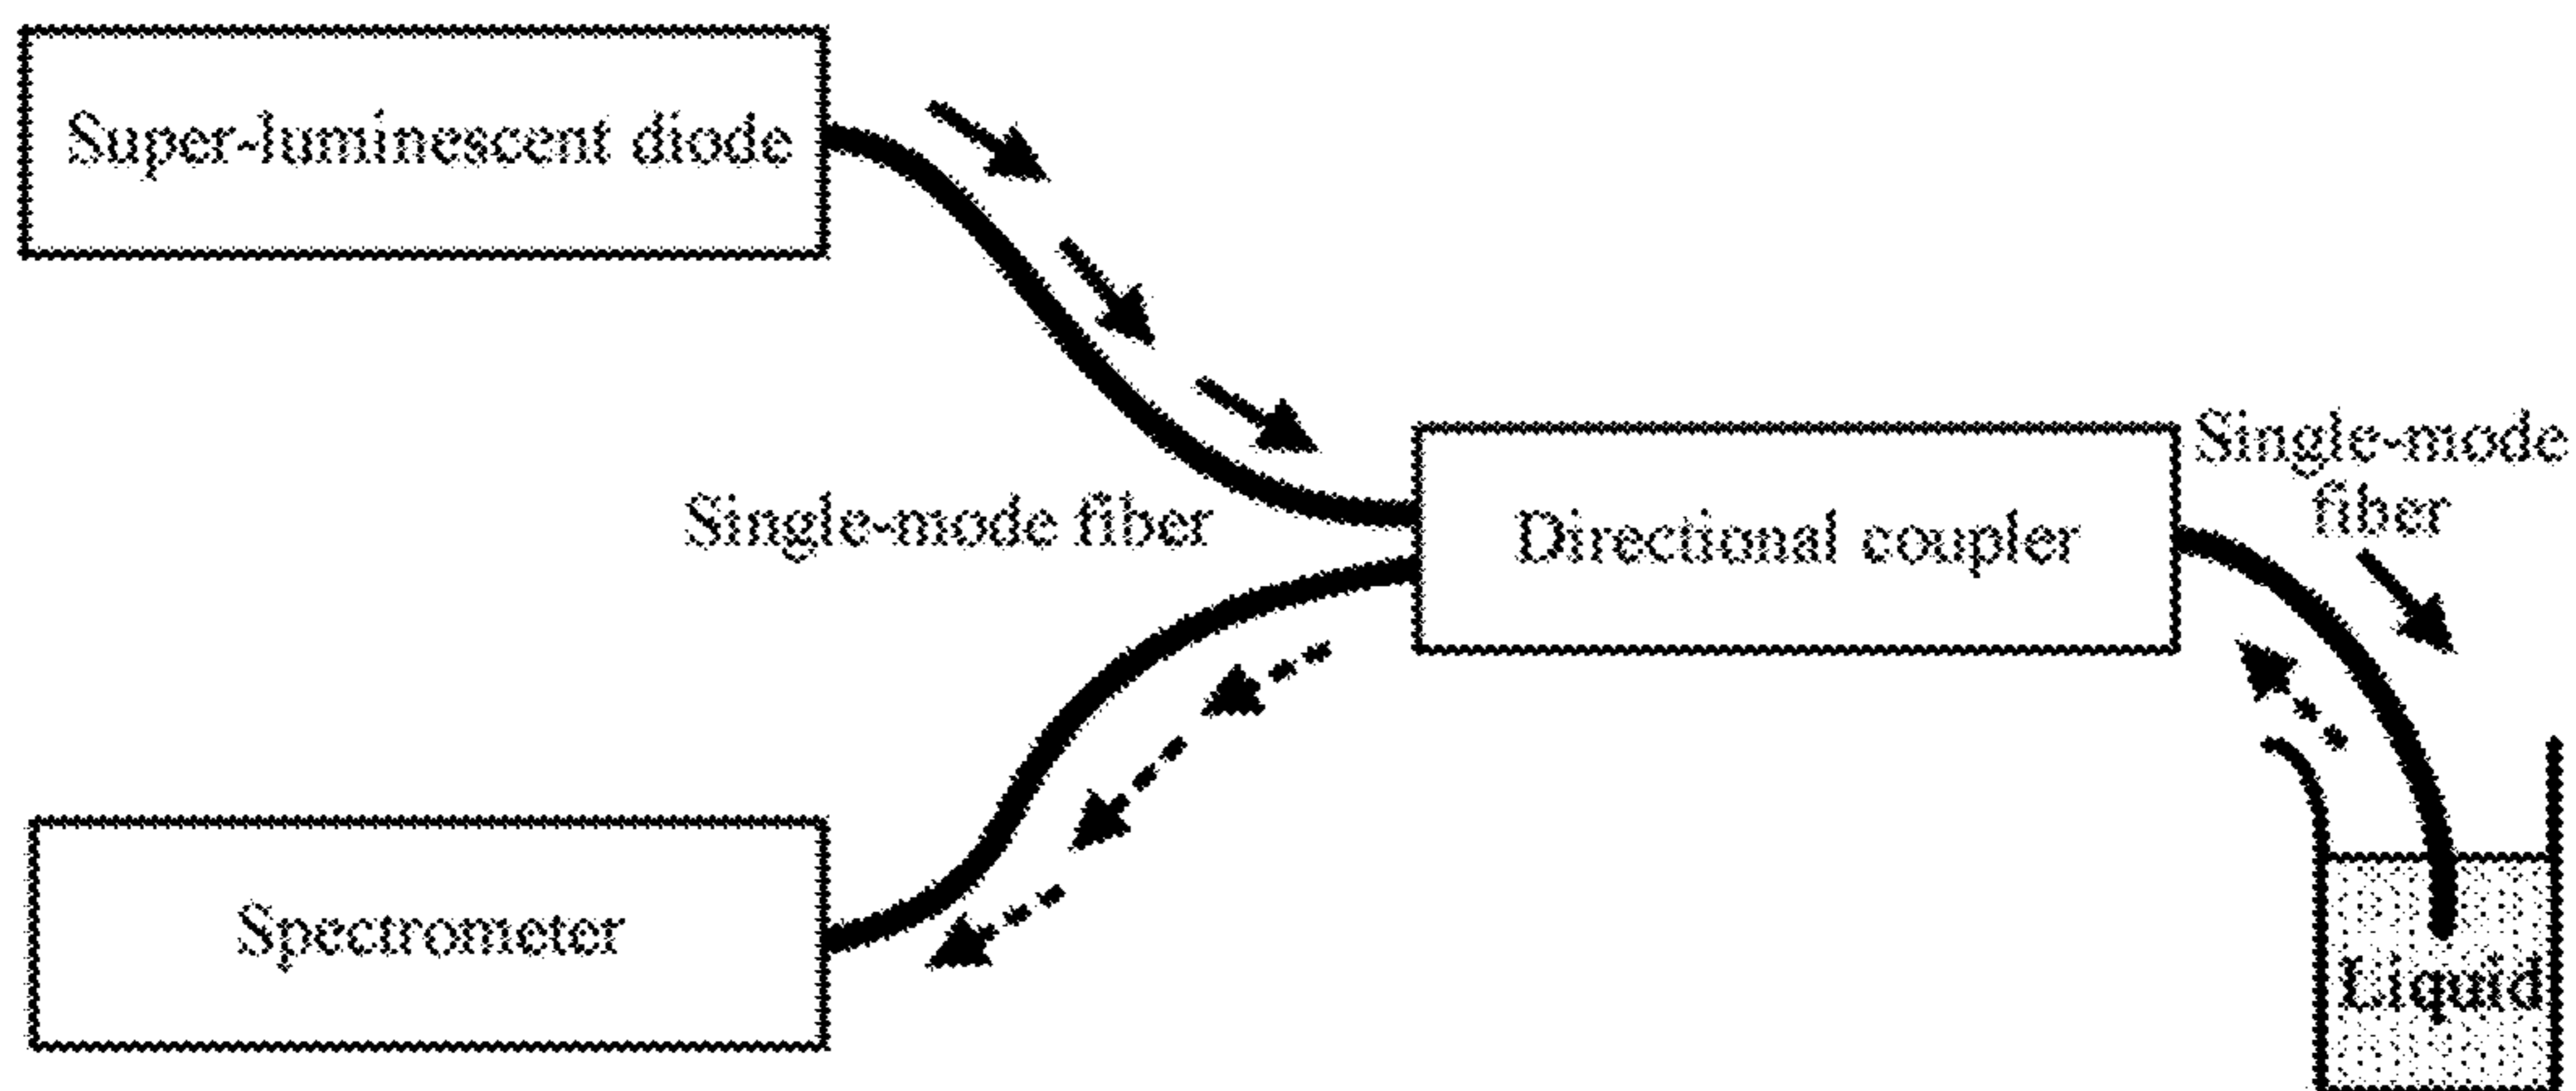 Super-luminescent diode
Single-mode
fiber
Single-mode fiber
Directional coupler
Spectrometer
Liquid